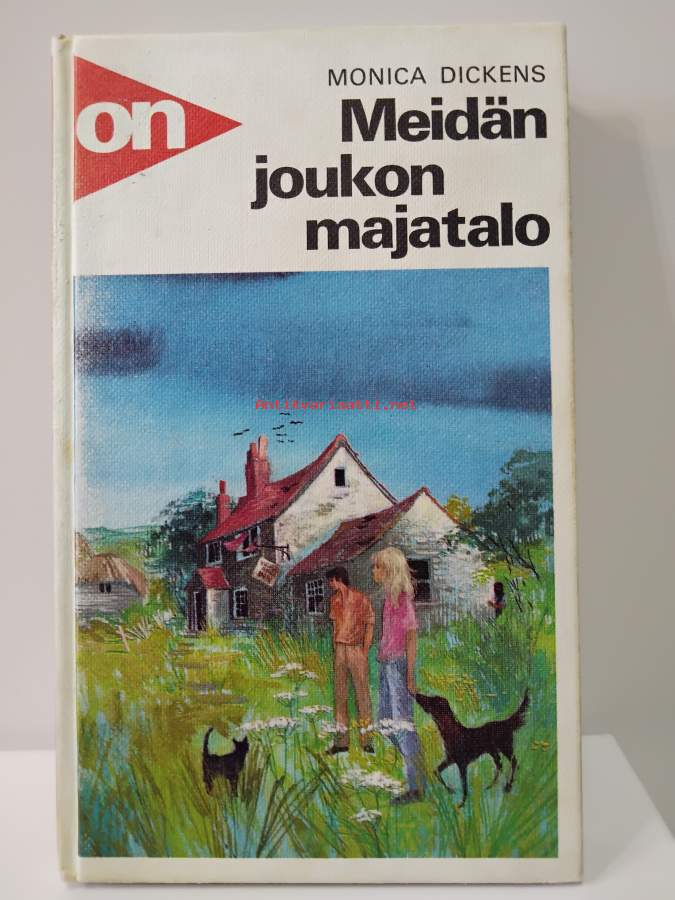 on
MONICA DICKENS
Meidän
joukon
majatalo
Antikvariaatti.net